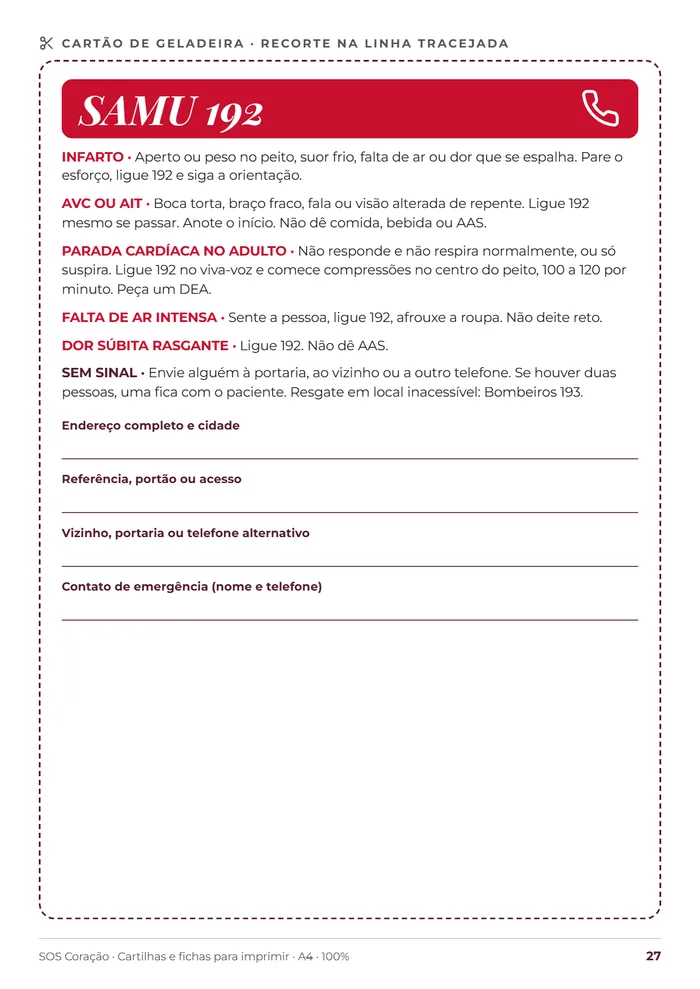 CARTÃO DE GELADEIRA · RECORTE NA LINHA TRACEJADA
SAMU 192
INFARTO · Aperto ou peso no peito, suor frio, falta de ar ou dor que se espalha. Pare o
esforço, ligue 192 e siga a orientação.
AVC OU AIT · Boca torta, braço fraco, fala ou visão alterada de repente. Ligue 192
mesmo se passar. Anote o início. Não dê comida, bebida ou AAS.
PARADA CARDÍACA NO ADULTO · Não responde e não respira normalmente, ou só
suspira. Ligue 192 no viva-voz e comece compressões no centro do peito, 100 a 120 por
minuto. Peça um DEA.
FALTA DE AR INTENSA · Sente a pessoa, ligue 192, afrouxe a roupa. Não deite reto.
DOR SÚBITA RASGANTE · Ligue 192. Não dê AAS.
SEM SINAL · Envie alguém à portaria, ao vizinho ou a outro telefone. Se houver duas
pessoas, uma fica com o paciente. Resgate em local inacessível: Bombeiros 193.
Endereço completo e cidade
Referência, portão ou acesso
Vizinho, portaria ou telefone alternativo
Contato de emergência (nome e telefone)
SOS Coração · Cartilhas e fichas para imprimir · A4 · 100%
27